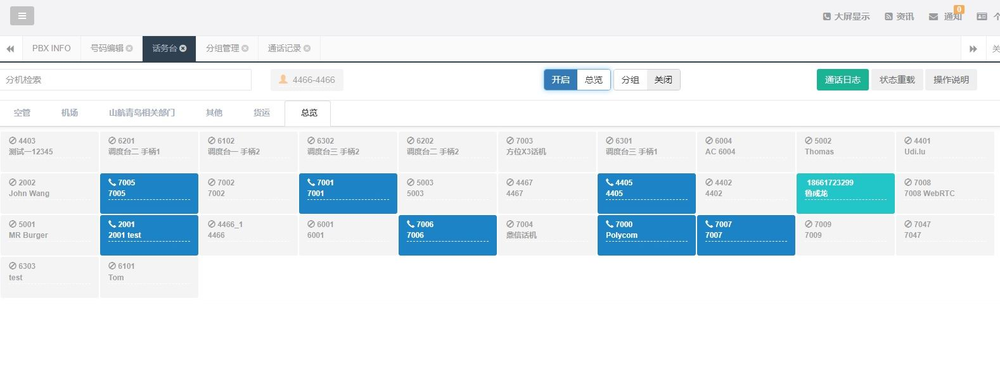 大屏显示 资讯 通知 0 个
PBX INFO 号码编辑 话务台 分组管理 通话记录 关
分机检索 4466-4466 开启 总览 分组 关闭 通话日志 状态重载 操作说明
空管 机场 山航青岛相关部门 其他 货运 总览
4403 6201 6102 6302 6202 7003 6301 6004 5002 4401
测试一12345 调度台二 手柄1 调度台一 手柄2 调度台三 手柄2 调度台二 手柄2 方位X3话机 调度台三 手柄1 AC 6004 Thomas Udi.lu
2002 7005 7002 7001 5003 4467 4405 4402 18661723299 7008
John Wang 7005 7002 7001 5003 4467 4405 4402 鲁成龙 7008 WebRTC
5001 2001 4466_1 6001 7006 7004 7000 7007 7009 7047
MR Burger 2001 test 4466 6001 7006 鼎信话机 Polycom 7007 7009 7047
6303 6101
test Tom